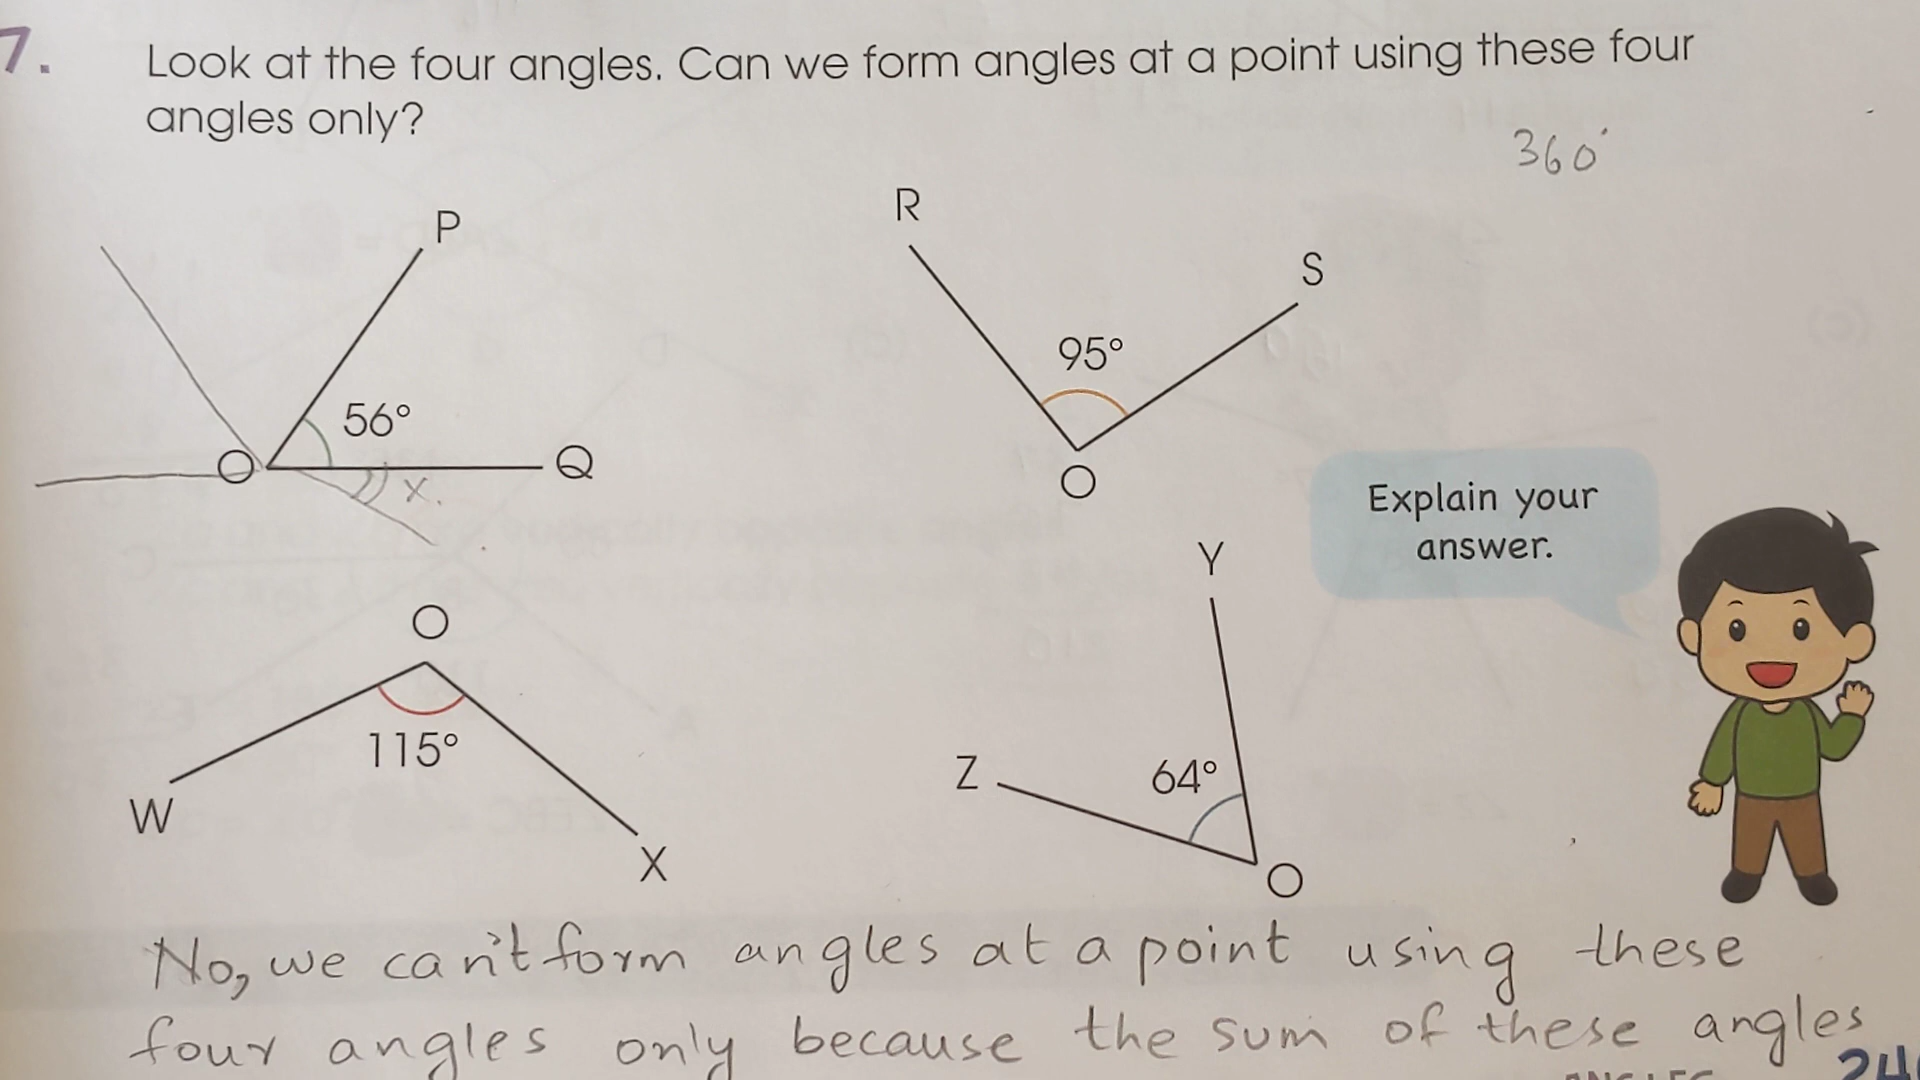 7. Look at the four angles. Can we form angles at a point using these four
angles only?
360°
P
56°
O
Q
x.
R
S
95°
O
Explain your
answer.
O
115°
W
X
Y
Z
64°
O
No, we can't form angles at a point using these
four angles only because the sum of these angles